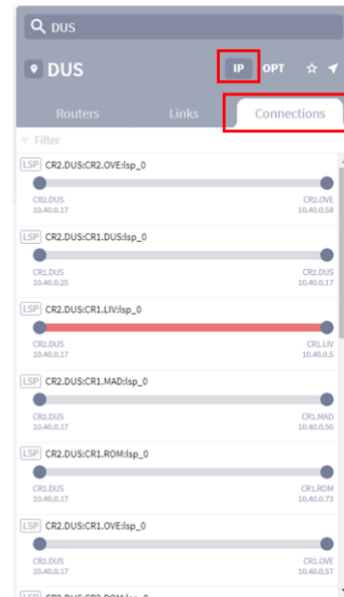 DUS
DUS IP OPT
Routers Links Connections
Filter
LSP CR2.DUS:CR2.OVE:lsp_0
CR2.DUS CR2.OVE
10.40.0.17 10.40.0.58
LSP CR2.DUS:CR1.DUS:lsp_0
CR1.DUS CR2.DUS
10.40.0.25 10.40.0.17
LSP CR2.DUS:CR1.LIV:lsp_0
CR2.DUS CR1.LIV
10.40.0.17 10.40.0.5
LSP CR2.DUS:CR1.MAD:lsp_0
CR2.DUS CR1.MAD
10.40.0.17 10.40.0.50
LSP CR2.DUS:CR1.ROM:lsp_0
CR2.DUS CR1.ROM
10.40.0.17 10.40.0.73
LSP CR2.DUS:CR1.OVE:lsp_0
CR2.DUS CR1.OVE
10.40.0.17 10.40.0.57
LSP CR2.DUS:CR2.ROM:lsp_0